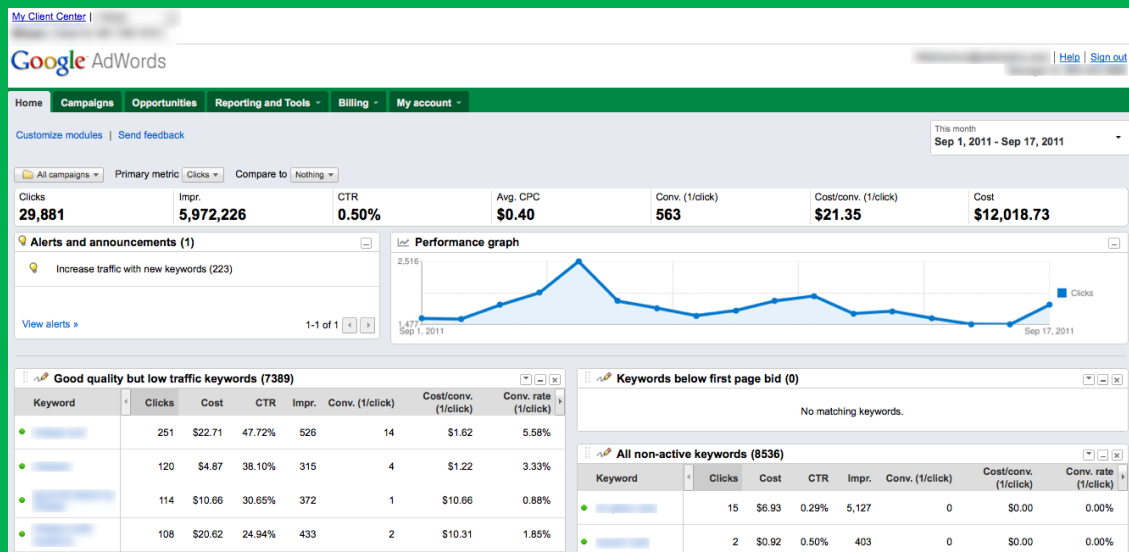 My Client Center |
Google AdWords
| Help | Sign out
Home Campaigns Opportunities Reporting and Tools Billing My account
Customize modules | Send feedback
This month
Sep 1, 2011 - Sep 17, 2011
All campaigns Primary metric Clicks Compare to Nothing
Clicks Impr. CTR Avg. CPC Conv. (1/click) Cost/conv. (1/click) Cost
29,881 5,972,226 0.50% $0.40 563 $21.35 $12,018.73
Alerts and announcements (1)
Increase traffic with new keywords (223)
View alerts » 1-1 of 1
Performance graph
2,516
Clicks
1,477
Sep 1, 2011 Sep 17, 2011
Good quality but low traffic keywords (7389)
Keyword Clicks Cost CTR Impr. Conv. (1/click) Cost/conv. (1/click) Conv. rate (1/click)
251 $22.71 47.72% 526 14 $1.62 5.58%
120 $4.87 38.10% 315 4 $1.22 3.33%
114 $10.66 30.65% 372 1 $10.66 0.88%
108 $20.62 24.94% 433 2 $10.31 1.85%
Keywords below first page bid (0)
No matching keywords.
All non-active keywords (8536)
Keyword Clicks Cost CTR Impr. Conv. (1/click) Cost/conv. (1/click) Conv. rate (1/click)
15 $6.93 0.29% 5,127 0 $0.00 0.00%
2 $0.92 0.50% 403 0 $0.00 0.00%